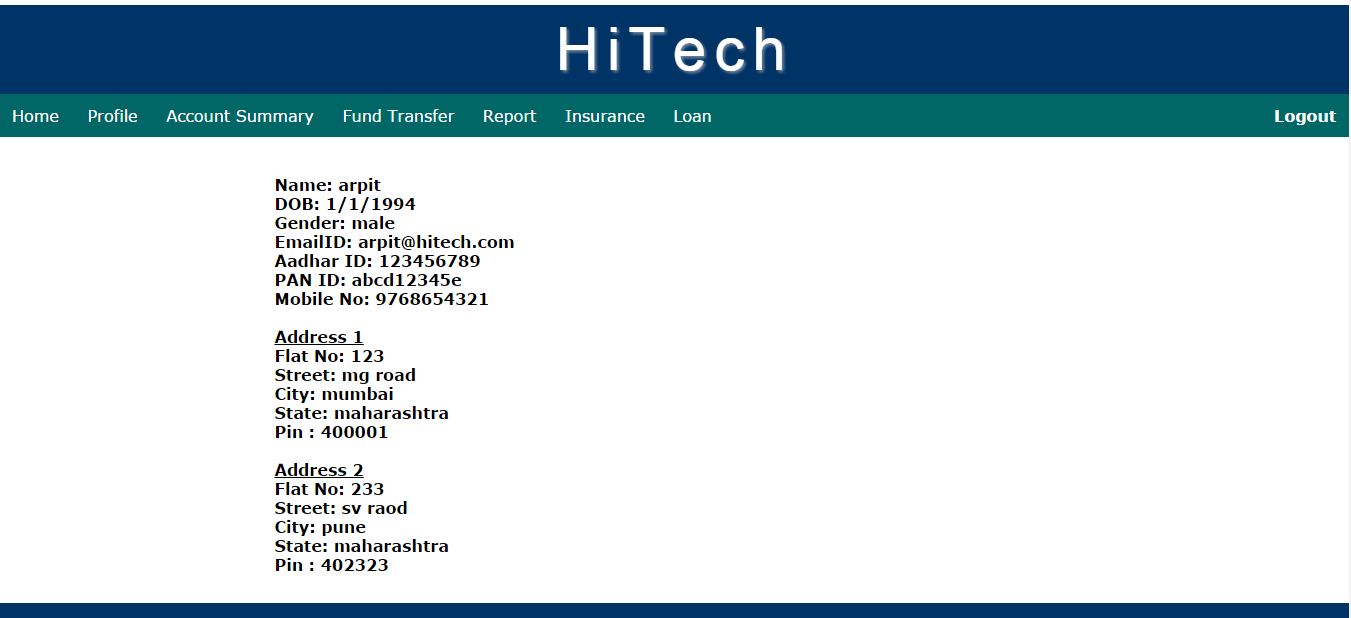 HiTech
Home Profile Account Summary Fund Transfer Report Insurance Loan Logout
Name: arpit
DOB: 1/1/1994
Gender: male
EmailID: arpit@hitech.com
Aadhar ID: 123456789
PAN ID: abcd12345e
Mobile No: 9768654321
Address 1
Flat No: 123
Street: mg road
City: mumbai
State: maharashtra
Pin : 400001
Address 2
Flat No: 233
Street: sv raod
City: pune
State: maharashtra
Pin : 402323